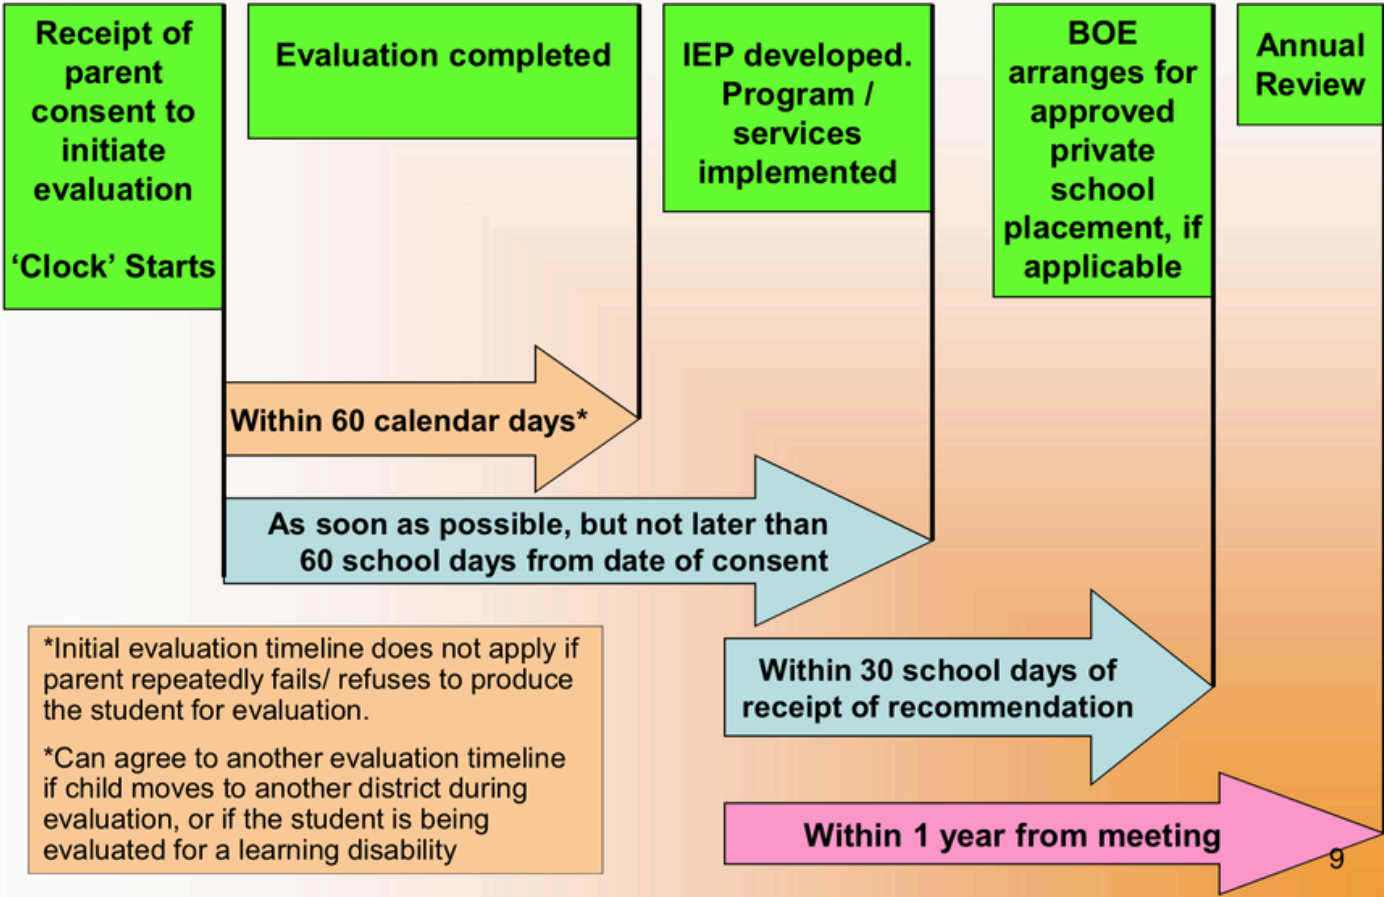 Receipt of
parent
consent to
initiate
evaluation
‘Clock’ Starts
Evaluation completed
IEP developed.
Program /
services
implemented
BOE
arranges for
approved
private
school
placement, if
applicable
Annual
Review
Within 60 calendar days*
As soon as possible, but not later than
60 school days from date of consent
Within 30 school days of
receipt of recommendation
Within 1 year from meeting
*Initial evaluation timeline does not apply if
parent repeatedly fails/ refuses to produce
the student for evaluation.
*Can agree to another evaluation timeline
if child moves to another district during
evaluation, or if the student is being
evaluated for a learning disability
9